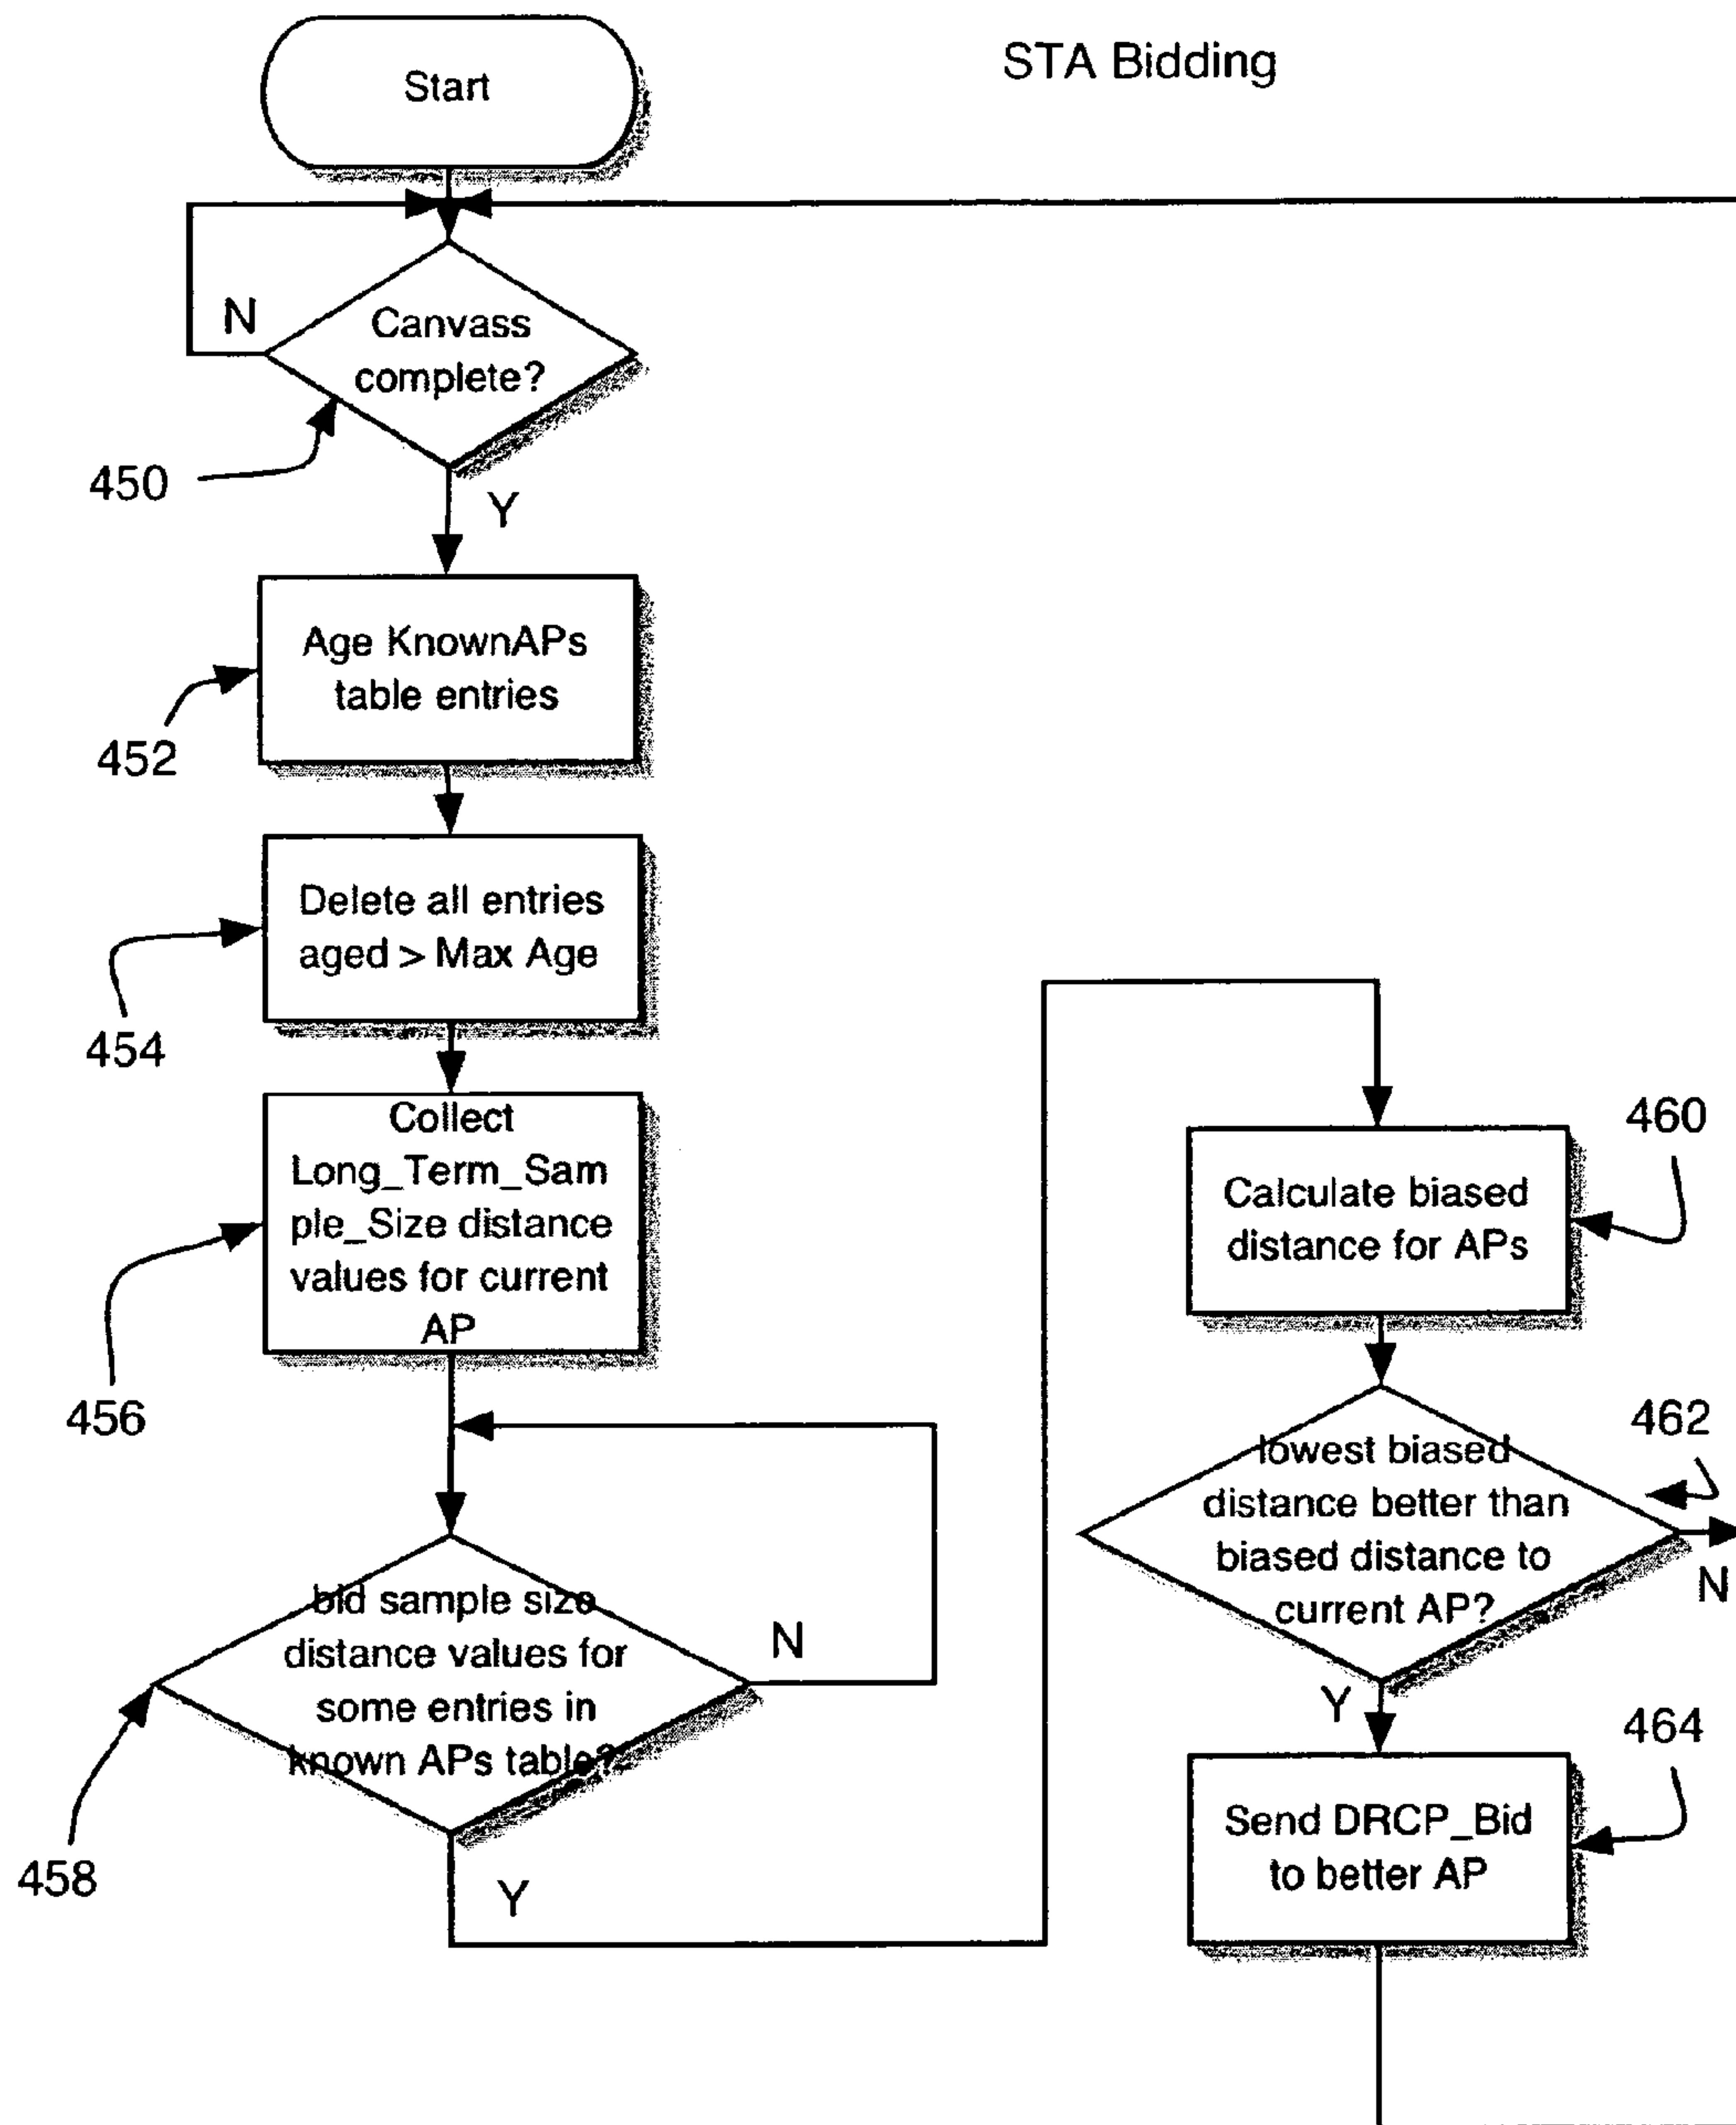 STA Bidding
Start
Canvass
complete?
N
Y
450
Age KnownAPs
table entries
452
Delete all entries
aged > Max Age
454
Collect
Long_Term_Sam
ple_Size distance
values for current
AP
456
bid sample size
distance values for
some entries in
known APs table?
N
Y
458
Calculate biased
distance for APs
460
lowest biased
distance better than
biased distance to
current AP?
462
N
Y
Send DRCP_Bid
to better AP
464